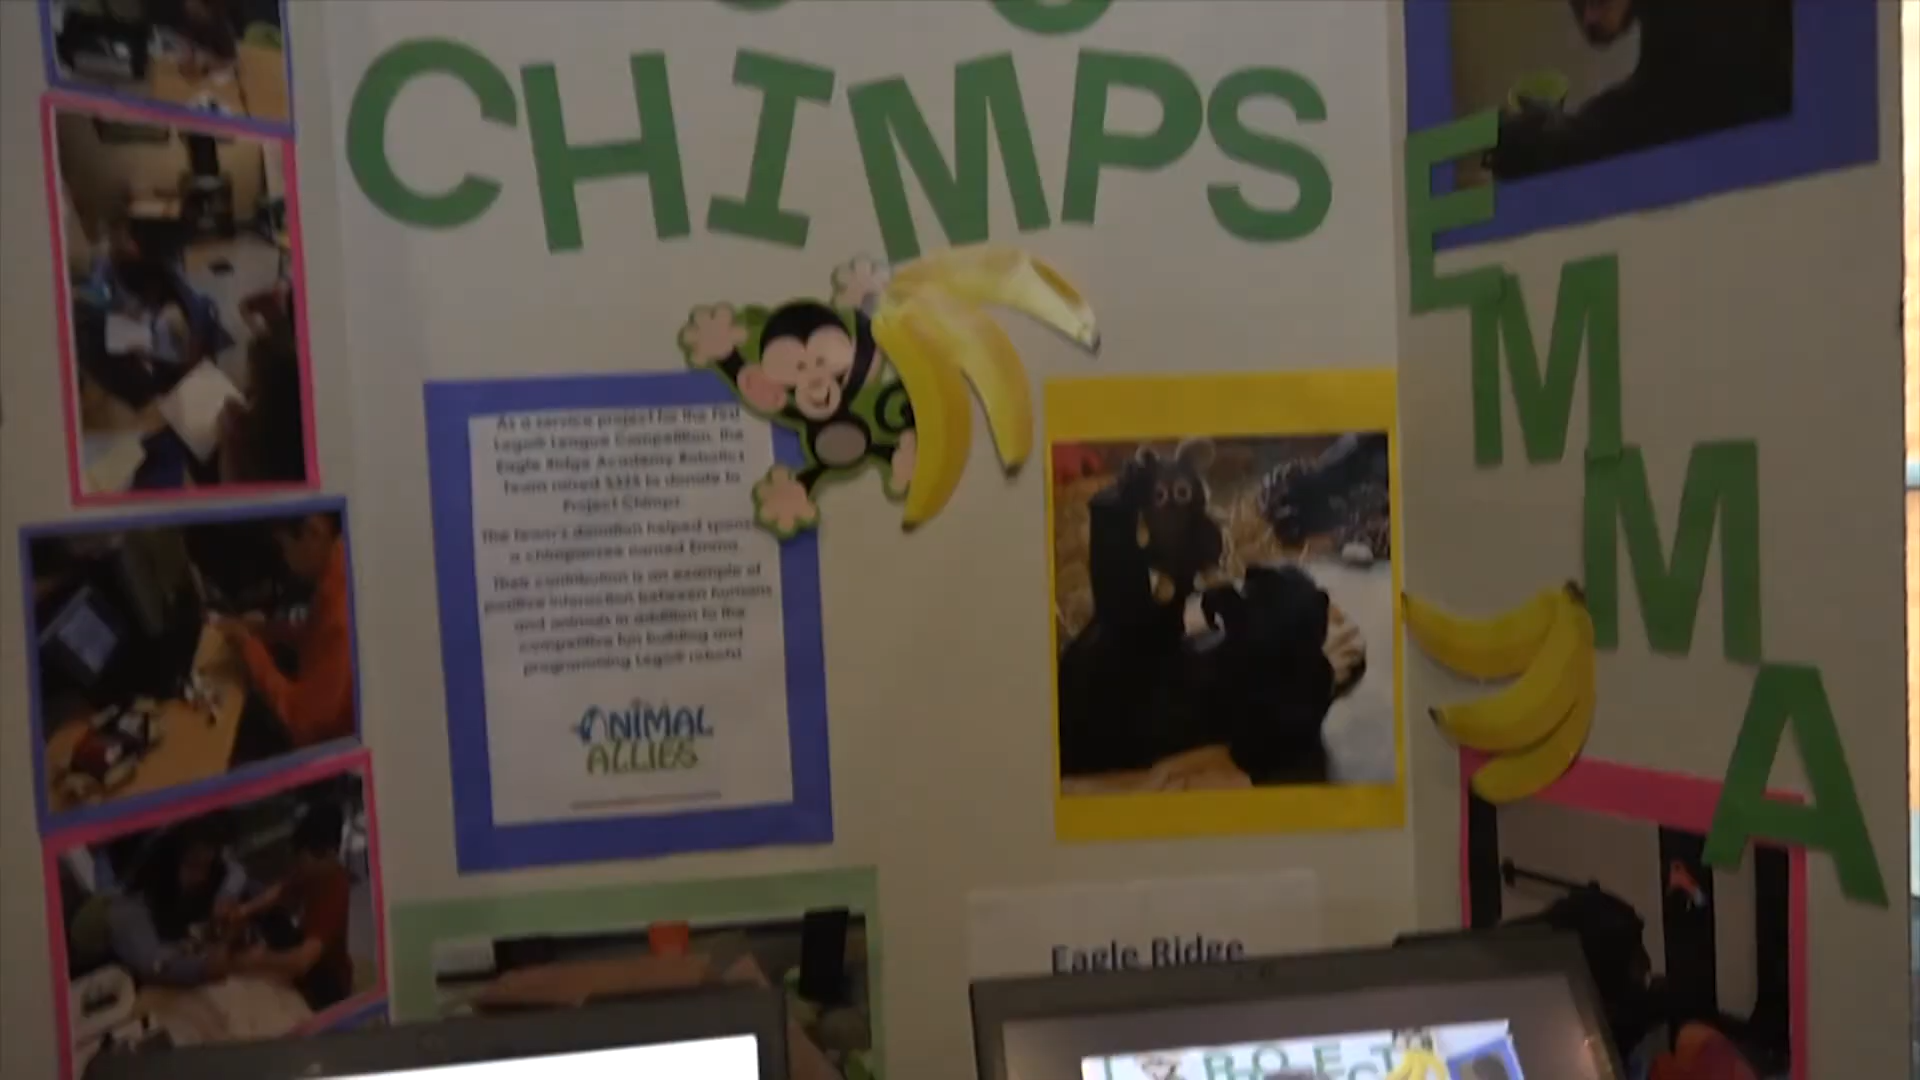 CHIMPS
EMMA
As a service project for the First
Lego® League Competition, the
Eagle Ridge Academy Robotics
Team raised $325 to donate to
Project Chimps.
The team's donation helped
a chimpanzee named Emma.
Their contribution is an example of
positive interaction between humans
and animals in addition to the
competitive fun building and
programming Lego® robots!
ANIMAL
ALLIES
Eagle Ridge